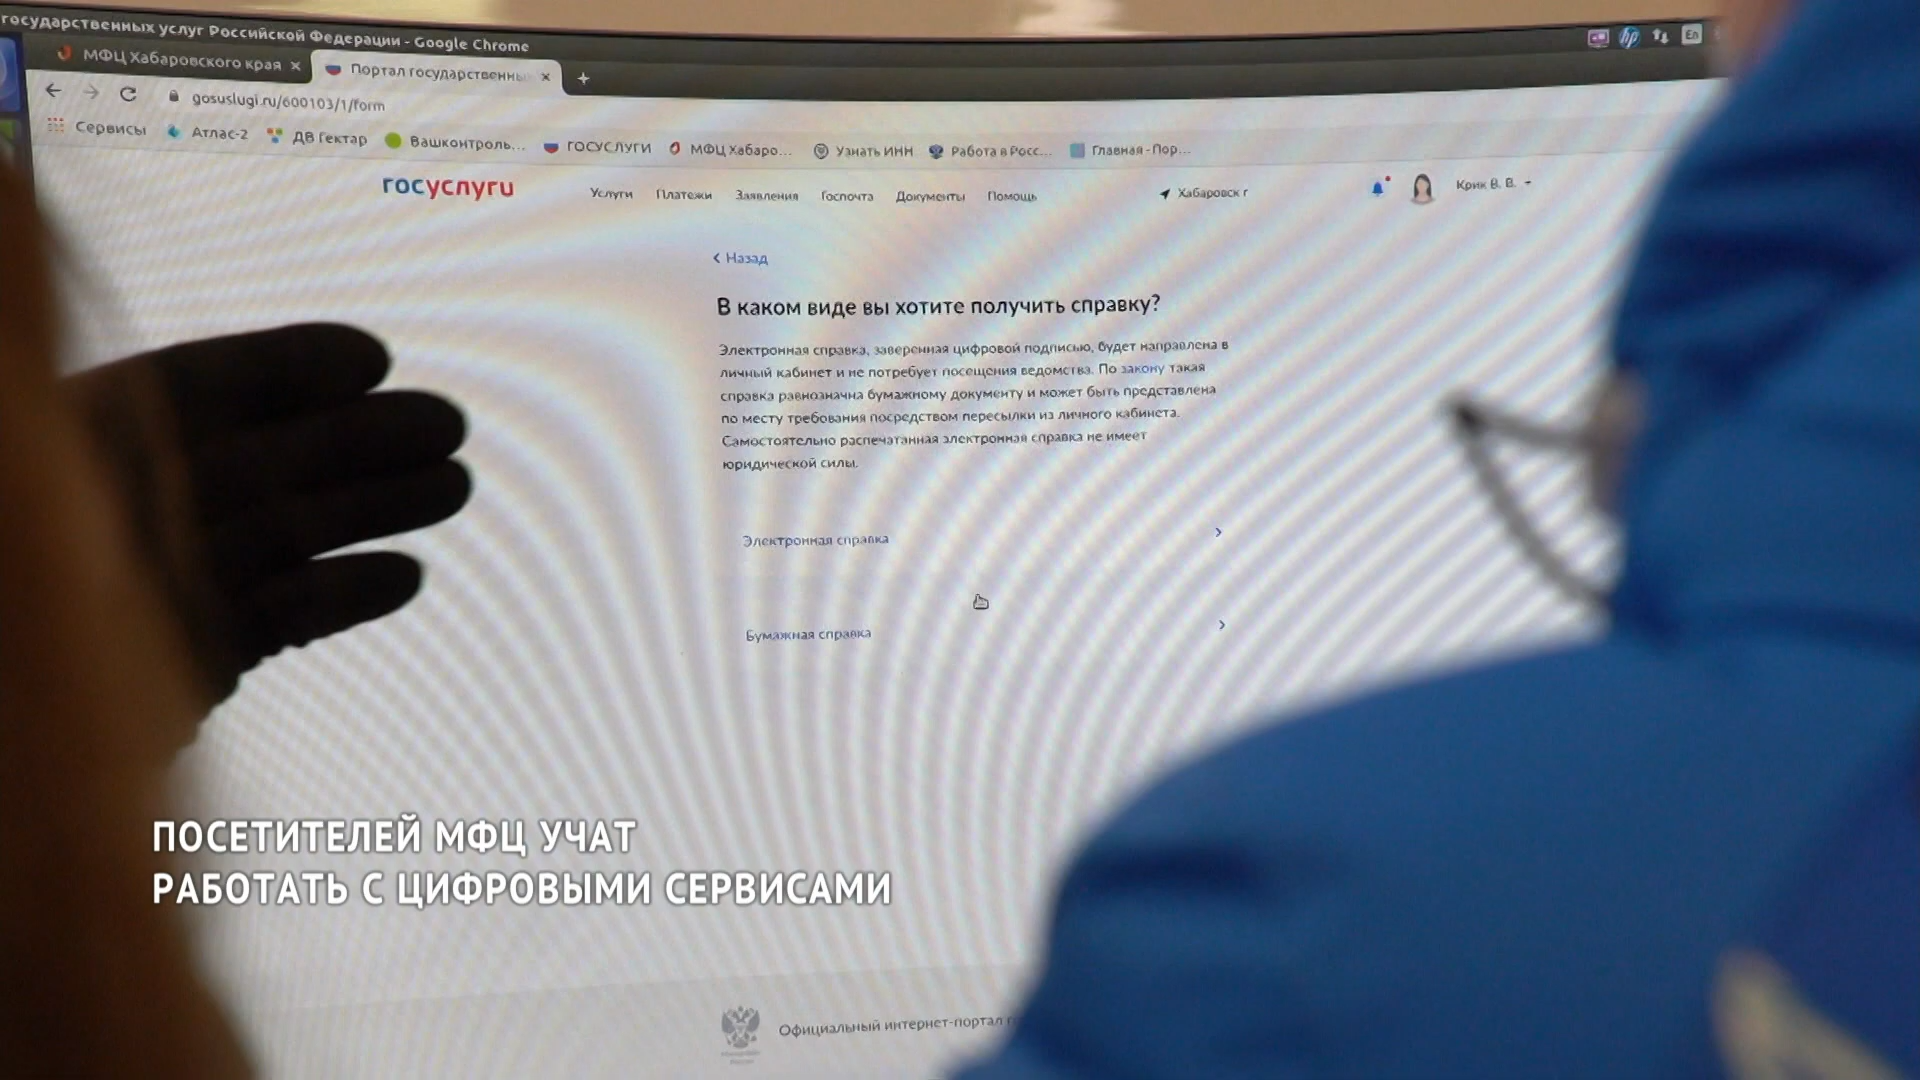 государственных услуг Российской Федерации - Google Chrome
En
МФЦ Хабаровского края
Портал государственны
gosuslugi.ru/600103/1/form
Сервисы Атлас-2 ДВ Гектар Вашконтроль... ГОСУСЛУГИ МФЦ Хабаро... Узнать ИНН Работа в Росс... Главная - Пор...
госуслуги Услуги Платежи Заявления Госпочта Документы Помощь Хабаровск г Крик В. В.
Назад
В каком виде вы хотите получить справку?
Электронная справка, заверенная цифровой подписью, будет направлена в
личный кабинет и не потребует посещения ведомства. По закону такая
справка равнозначна бумажному документу и может быть представлена
по месту требования посредством пересылки из личного кабинета.
Самостоятельно распечатанная электронная справка не имеет
юридической силы.
Электронная справка
Бумажная справка
ПОСЕТИТЕЛЕЙ МФЦ УЧАТ
РАБОТАТЬ С ЦИФРОВЫМИ СЕРВИСАМИ
Официальный интернет-портал